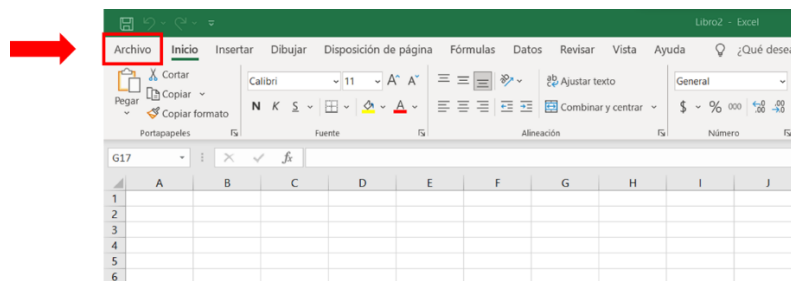 Libro2 - Excel
Archivo Inicio Insertar Dibujar Disposición de página Fórmulas Datos Revisar Vista Ayuda ¿Qué desea
Pegar
Cortar
Copiar
Copiar formato
Portapapeles
Calibri 11 A A
N K S A
Fuente
ab Ajustar texto
Combinar y centrar
Alineación
General
$ % 000
Número
G17 fx
A B C D E F G H I J
1
2
3
4
5
6